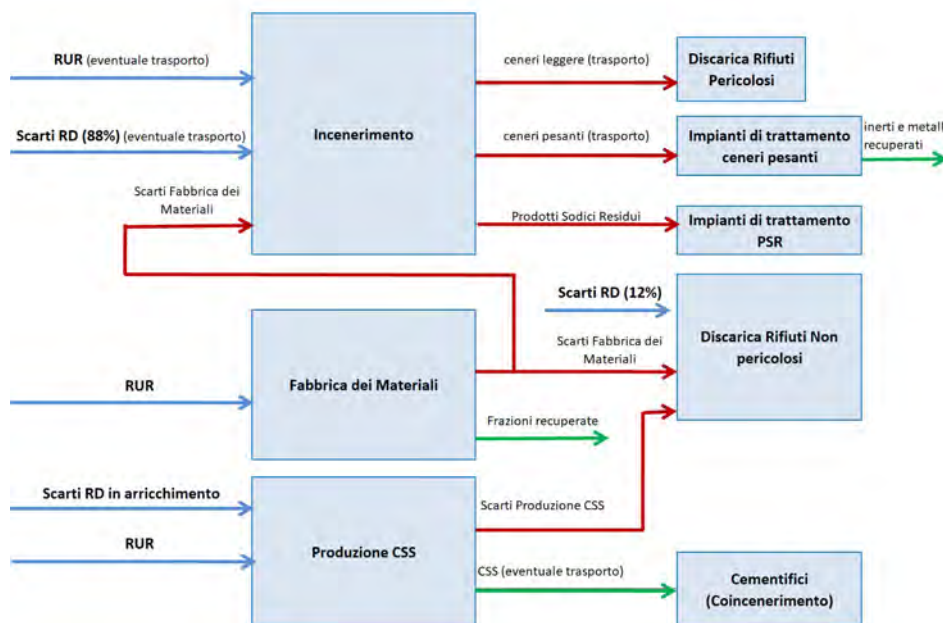 RUR (eventuale trasporto)
ceneri leggere (trasporto)
Discarica Rifiuti
Pericolosi
Scarti RD (88%) (eventuale trasporto)
Incenerimento
ceneri pesanti (trasporto)
Impianti di trattamento
ceneri pesanti
inerti e metall
recuperati
Scarti Fabbrica dei
Materiali
Prodotti Sodici Residui
Impianti di trattamento
PSR
Scarti RD (12%)
Discarica Rifiuti Non
pericolosi
Scarti Fabbrica dei
Materiali
RUR
Fabbrica dei Materiali
Frazioni recuperate
Scarti RD in arricchimento
Scarti Produzione CSS
RUR
Produzione CSS
CSS (eventuale trasporto)
Cementifici
(Coincenerimento)